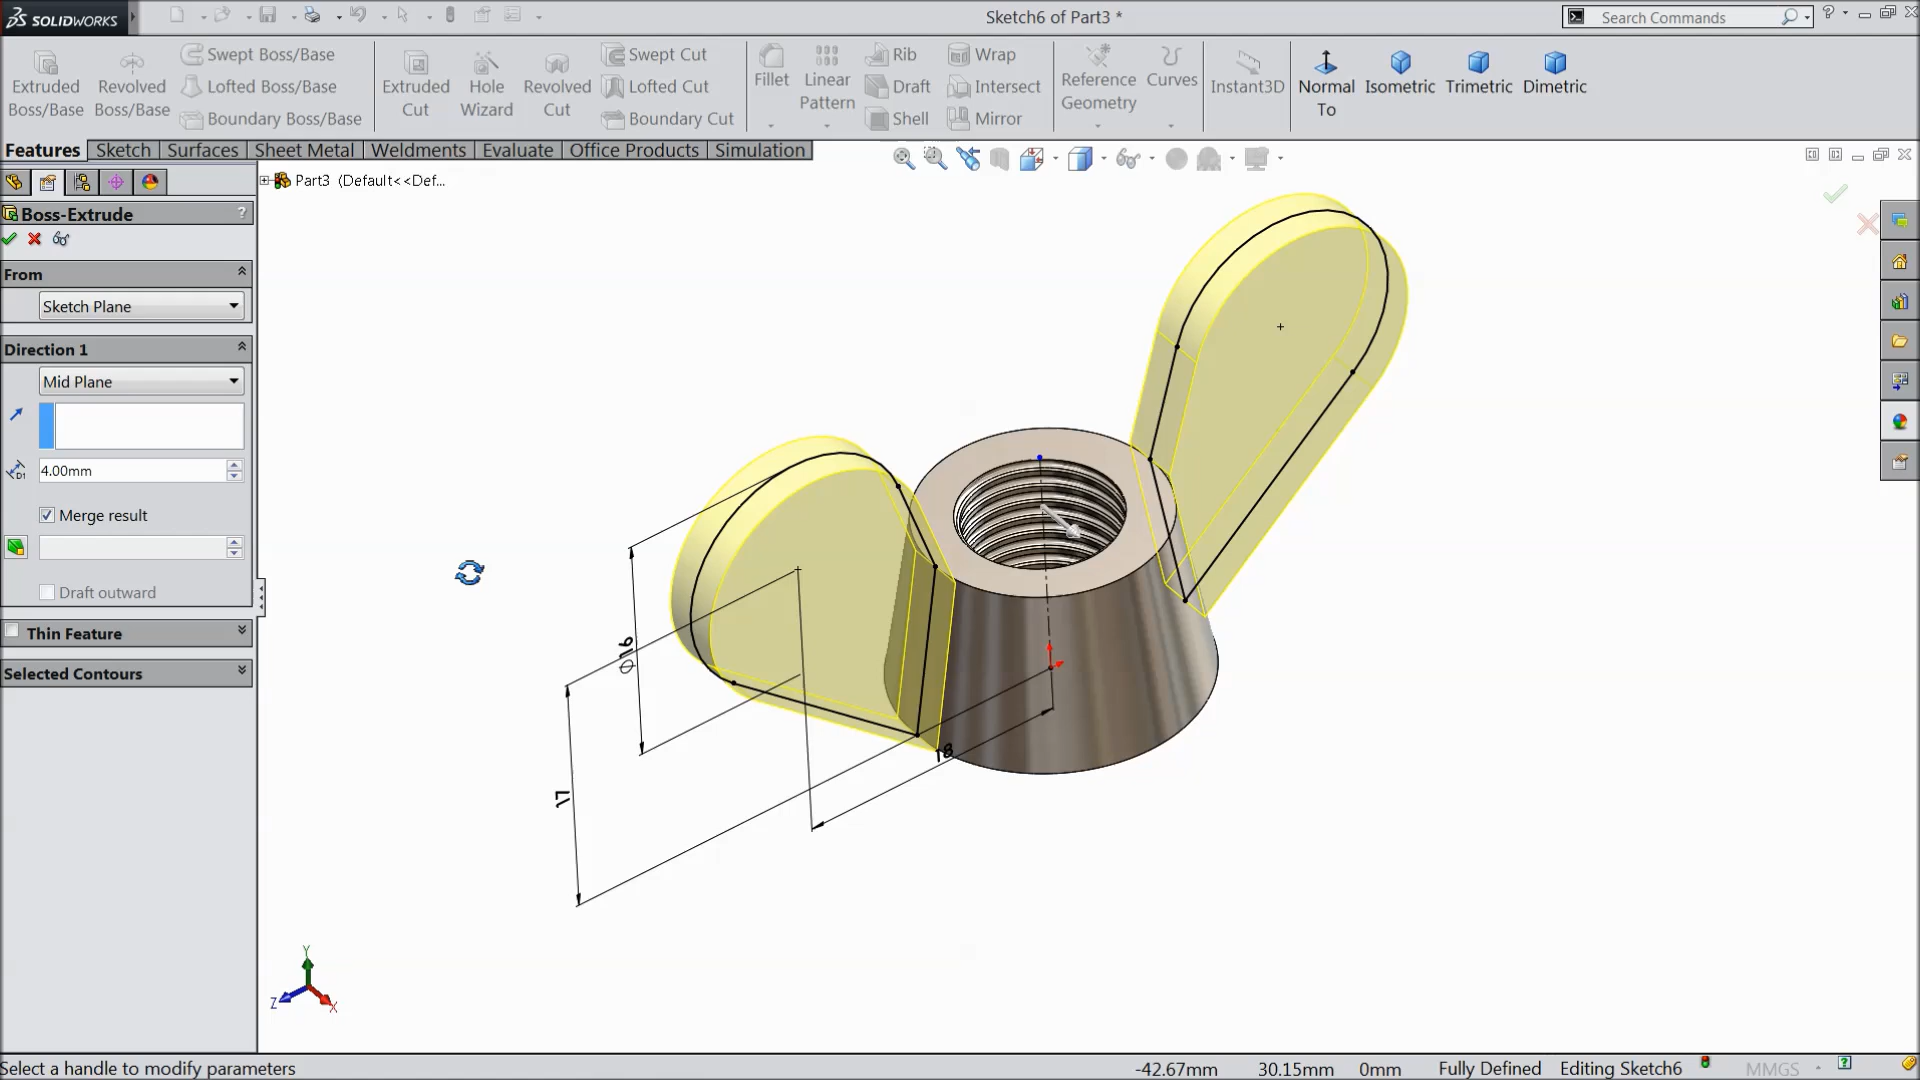 SOLIDWORKS
Sketch6 of Part3 *
Search Commands
Extruded Boss/Base
Revolved Boss/Base
Swept Boss/Base
Lofted Boss/Base
Boundary Boss/Base
Extruded Cut
Hole Wizard
Revolved Cut
Swept Cut
Lofted Cut
Boundary Cut
Fillet
Linear Pattern
Rib
Draft
Shell
Wrap
Intersect
Mirror
Reference Geometry
Curves
Instant3D
Normal To
Isometric
Trimetric
Dimetric
Features
Sketch
Surfaces
Sheet Metal
Weldments
Evaluate
Office Products
Simulation
Part3 (Default<<Def...
Boss-Extrude
?
From
Sketch Plane
Direction 1
Mid Plane
4.00mm
Merge result
Draft outward
Thin Feature
Selected Contours
Ø16
17
18
Y
Z
X
Select a handle to modify parameters
-42.67mm
30.15mm
0mm
Fully Defined
Editing Sketch6
MMGS